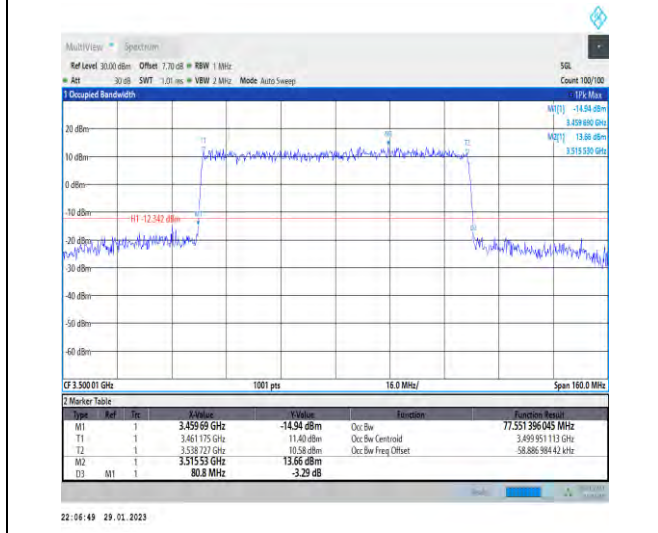 MultiView Spectrum
Ref Level 30.00 dBm Offset 7.70 dB RBW 1 MHz SGL
Att 30 dB SWT 1.01 ms VBW 2 MHz Mode Auto Sweep Count 100/100
1 Occupied Bandwidth 1Pk Max
M1[1] -14.94 dBm
3.459 690 GHz
M2[1] 13.66 dBm
3.515 530 GHz
20 dBm
10 dBm
0 dBm
-10 dBm
H1 -12.342 dBm
-20 dBm
-30 dBm
-40 dBm
-50 dBm
-60 dBm
T1
T2
CF 3.500 01 GHz 1001 pts 16.0 MHz/ Span 160.0 MHz
2 Marker Table
Type Ref Trc X-Value Y-Value Function Function Result
M1 1 3.459 69 GHz -14.94 dBm Occ Bw 77.551 396 045 MHz
T1 1 3.461 175 GHz 11.40 dBm Occ Bw Centroid 3.499 951 113 GHz
T2 1 3.538 727 GHz 10.58 dBm Occ Bw Freq Offset -58.886 984 42 kHz
M2 1 3.515 53 GHz 13.66 dBm
D3 M1 1 80.8 MHz -3.29 dB
22:06:49 29.01.2023